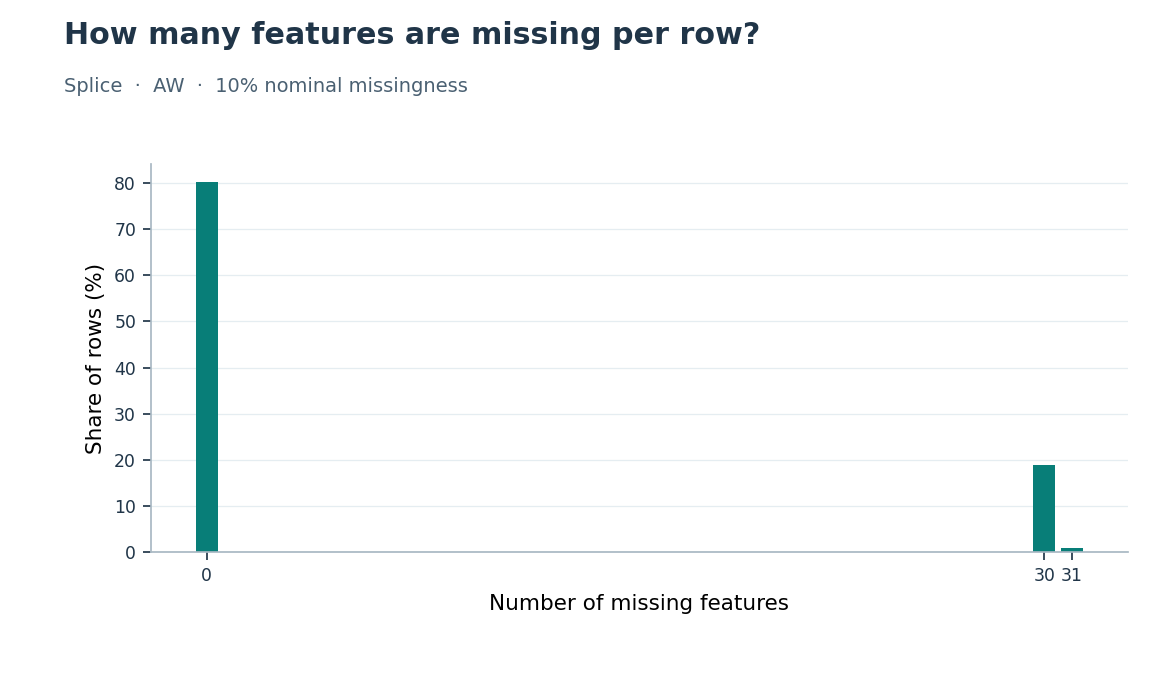 How many features are missing per row?
Splice · AW · 10% nominal missingness
Share of rows (%)
80
70
60
50
40
30
20
10
0
0 30 31
Number of missing features